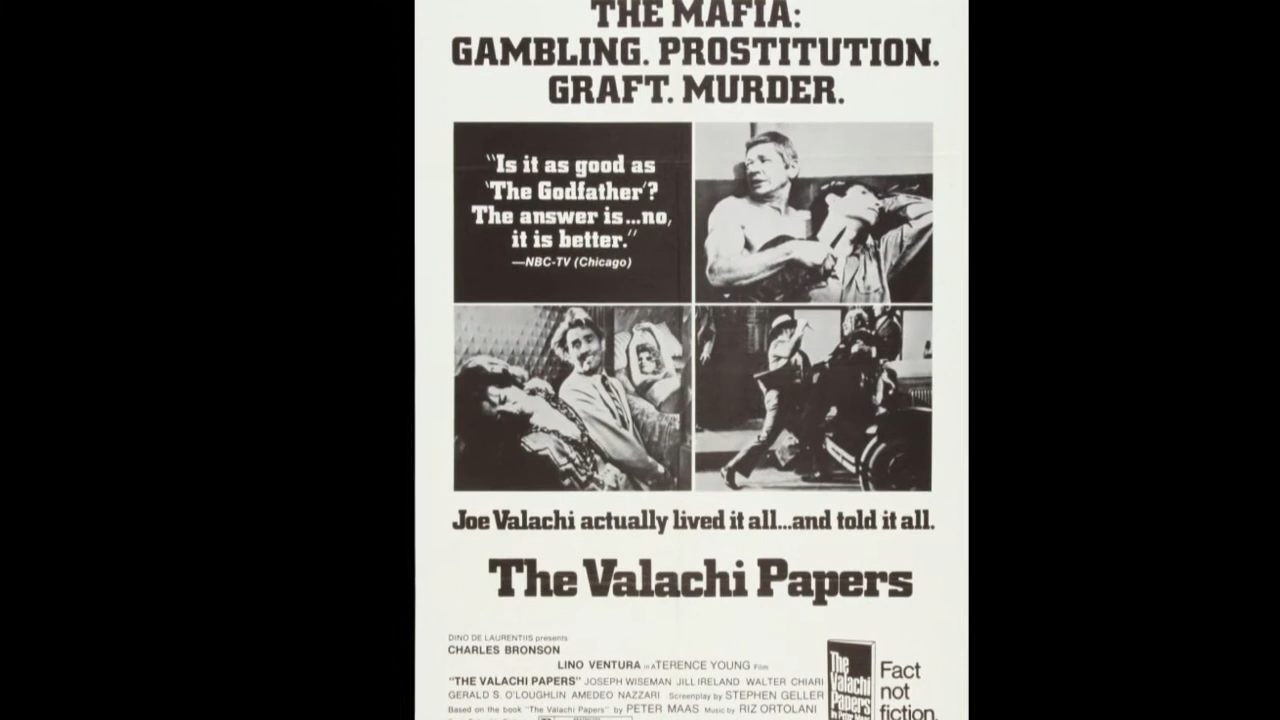 THE MAFIA:
GAMBLING. PROSTITUTION.
GRAFT. MURDER.
"Is it as good as
'The Godfather'?
The answer is...no,
it is better."
—NBC-TV (Chicago)
Joe Valachi actually lived it all...and told it all.
The Valachi Papers
DINO DE LAURENTIIS presents
CHARLES BRONSON
LINO VENTURA in A TERENCE YOUNG Film
"THE VALACHI PAPERS" JOSEPH WISEMAN JILL IRELAND WALTER CHIARI
GERALD S. O'LOUGHLIN AMEDEO NAZZARI Screenplay by STEPHEN GELLER
Based on the book "The Valachi Papers" by PETER MAAS Music by RIZ ORTOLANI
The
Valachi
Papers
Fact
not
fiction.